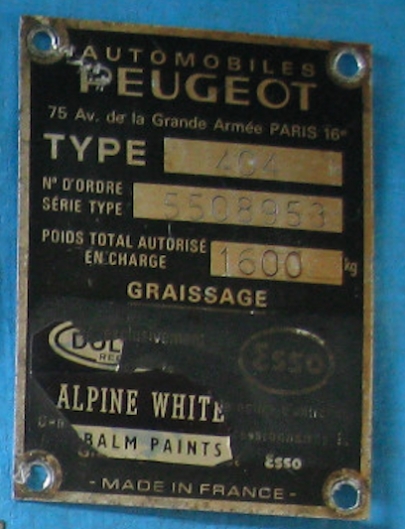 AUTOMOBILES
PEUGEOT
75 Av. de la Grande Armée PARIS 16e
TYPE 404
N° D'ORDRE
SÉRIE TYPE 5508953
POIDS TOTAL AUTORISÉ
EN CHARGE 1600 kg
GRAISSAGE
exclusivement
Esso
ALPINE WHITE
BALM PAINTS
Esso
- MADE IN FRANCE -